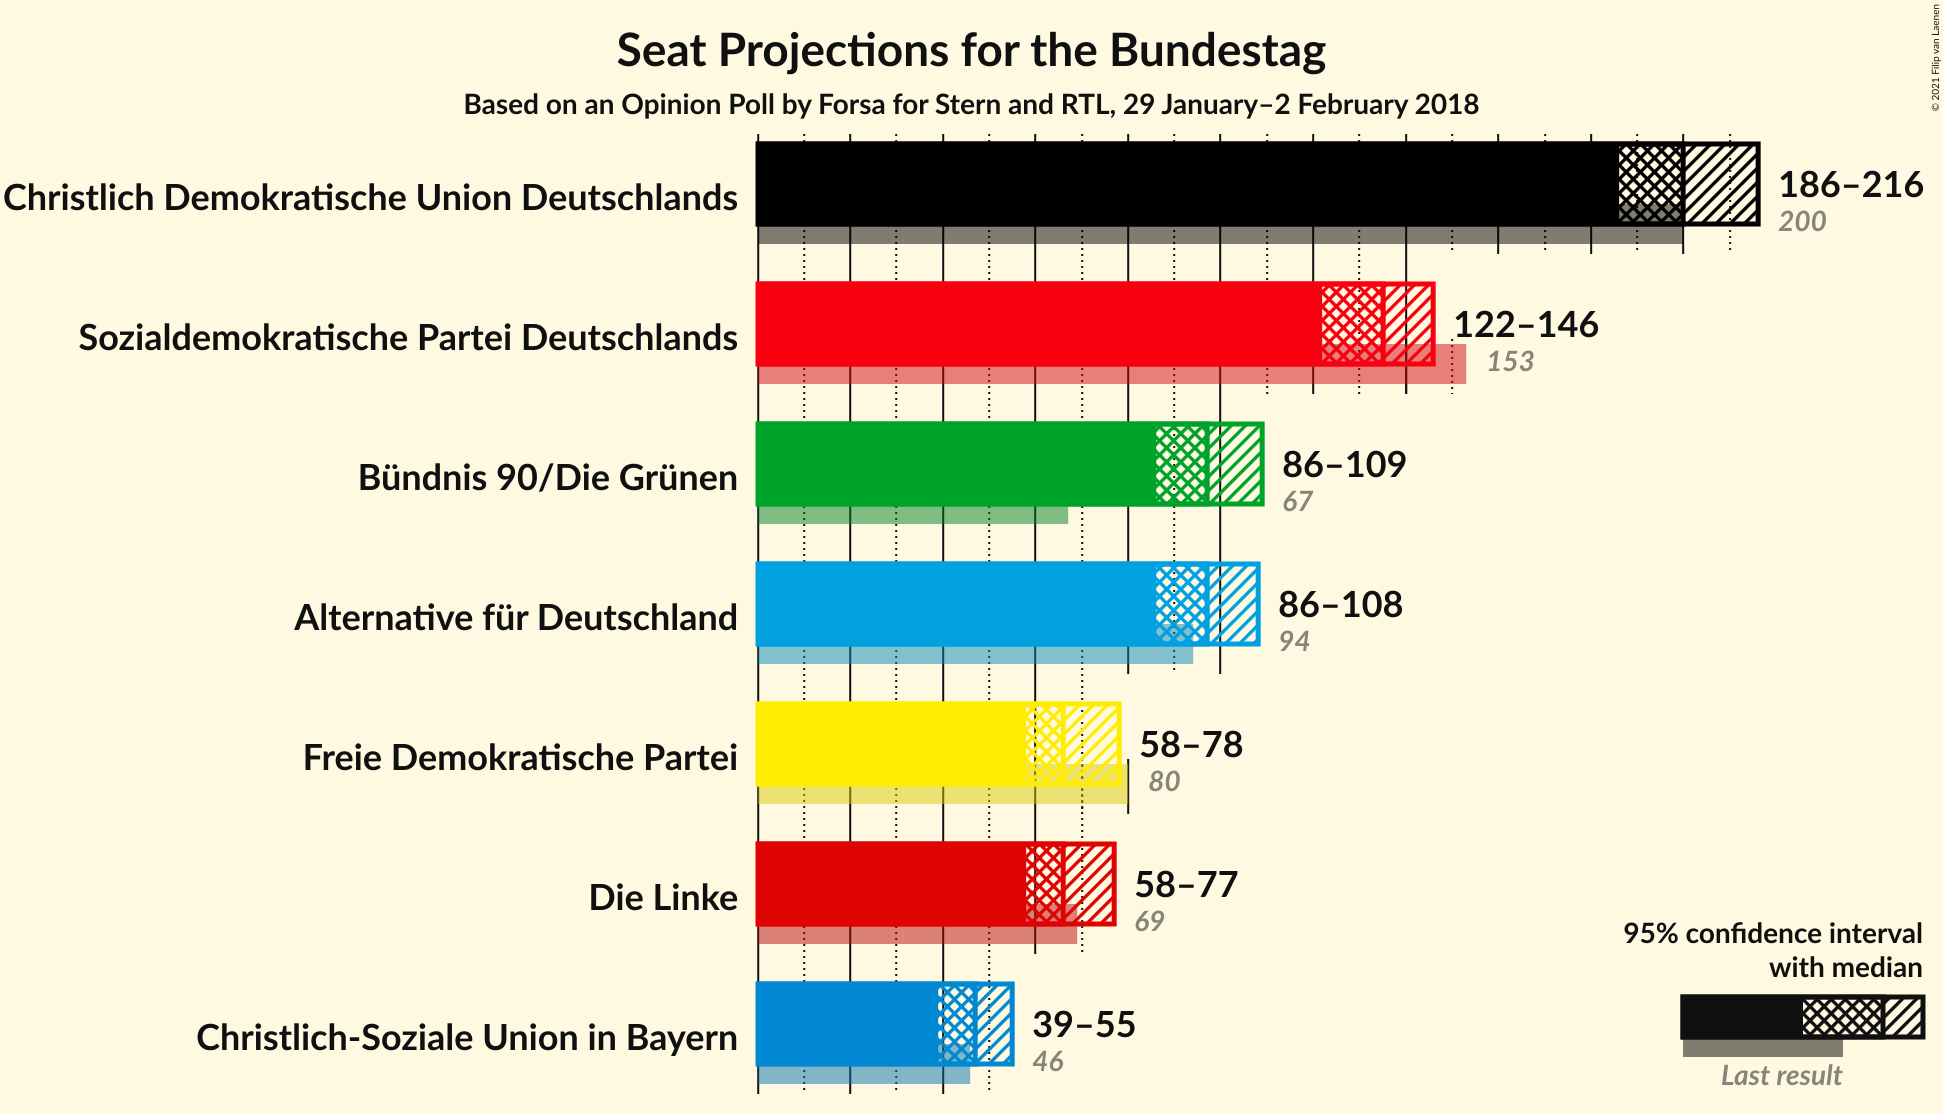 Seat Projections for the Bundestag
Based on an Opinion Poll by Forsa for Stern and RTL, 29 January–2 February 2018
© 2021 Filip van Laenen
Christlich Demokratische Union Deutschlands
186–216
200
Sozialdemokratische Partei Deutschlands
122–146
153
Bündnis 90/Die Grünen
86–109
67
Alternative für Deutschland
86–108
94
Freie Demokratische Partei
58–78
80
Die Linke
58–77
69
Christlich-Soziale Union in Bayern
39–55
46
95% confidence interval
with median
Last result